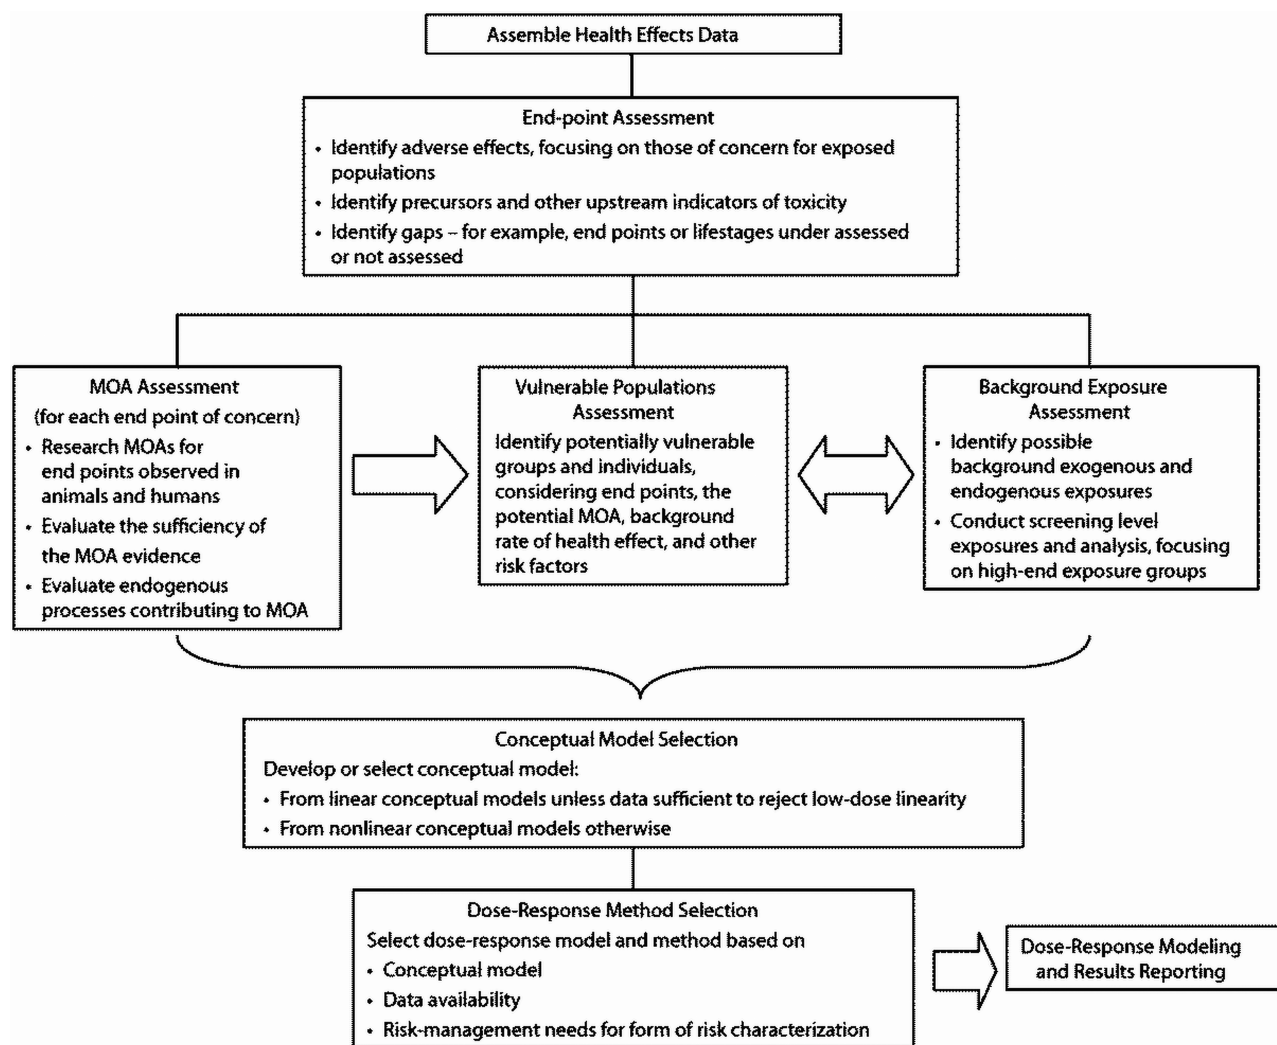 Assemble Health Effects Data
End-point Assessment
• Identify adverse effects, focusing on those of concern for exposed
populations
• Identify precursors and other upstream indicators of toxicity
• Identify gaps – for example, end points or lifestages under assessed
or not assessed
MOA Assessment
(for each end point of concern)
• Research MOAs for
end points observed in
animals and humans
• Evaluate the sufficiency of
the MOA evidence
• Evaluate endogenous
processes contributing to MOA
Vulnerable Populations
Assessment
Identify potentially vulnerable
groups and individuals,
considering end points, the
potential MOA, background
rate of health effect, and other
risk factors
Background Exposure
Assessment
• Identify possible
background exogenous and
endogenous exposures
• Conduct screening level
exposures and analysis, focusing
on high-end exposure groups
Conceptual Model Selection
Develop or select conceptual model:
• From linear conceptual models unless data sufficient to reject low-dose linearity
• From nonlinear conceptual models otherwise
Dose-Response Method Selection
Select dose-response model and method based on
• Conceptual model
• Data availability
• Risk-management needs for form of risk characterization
Dose-Response Modeling
and Results Reporting